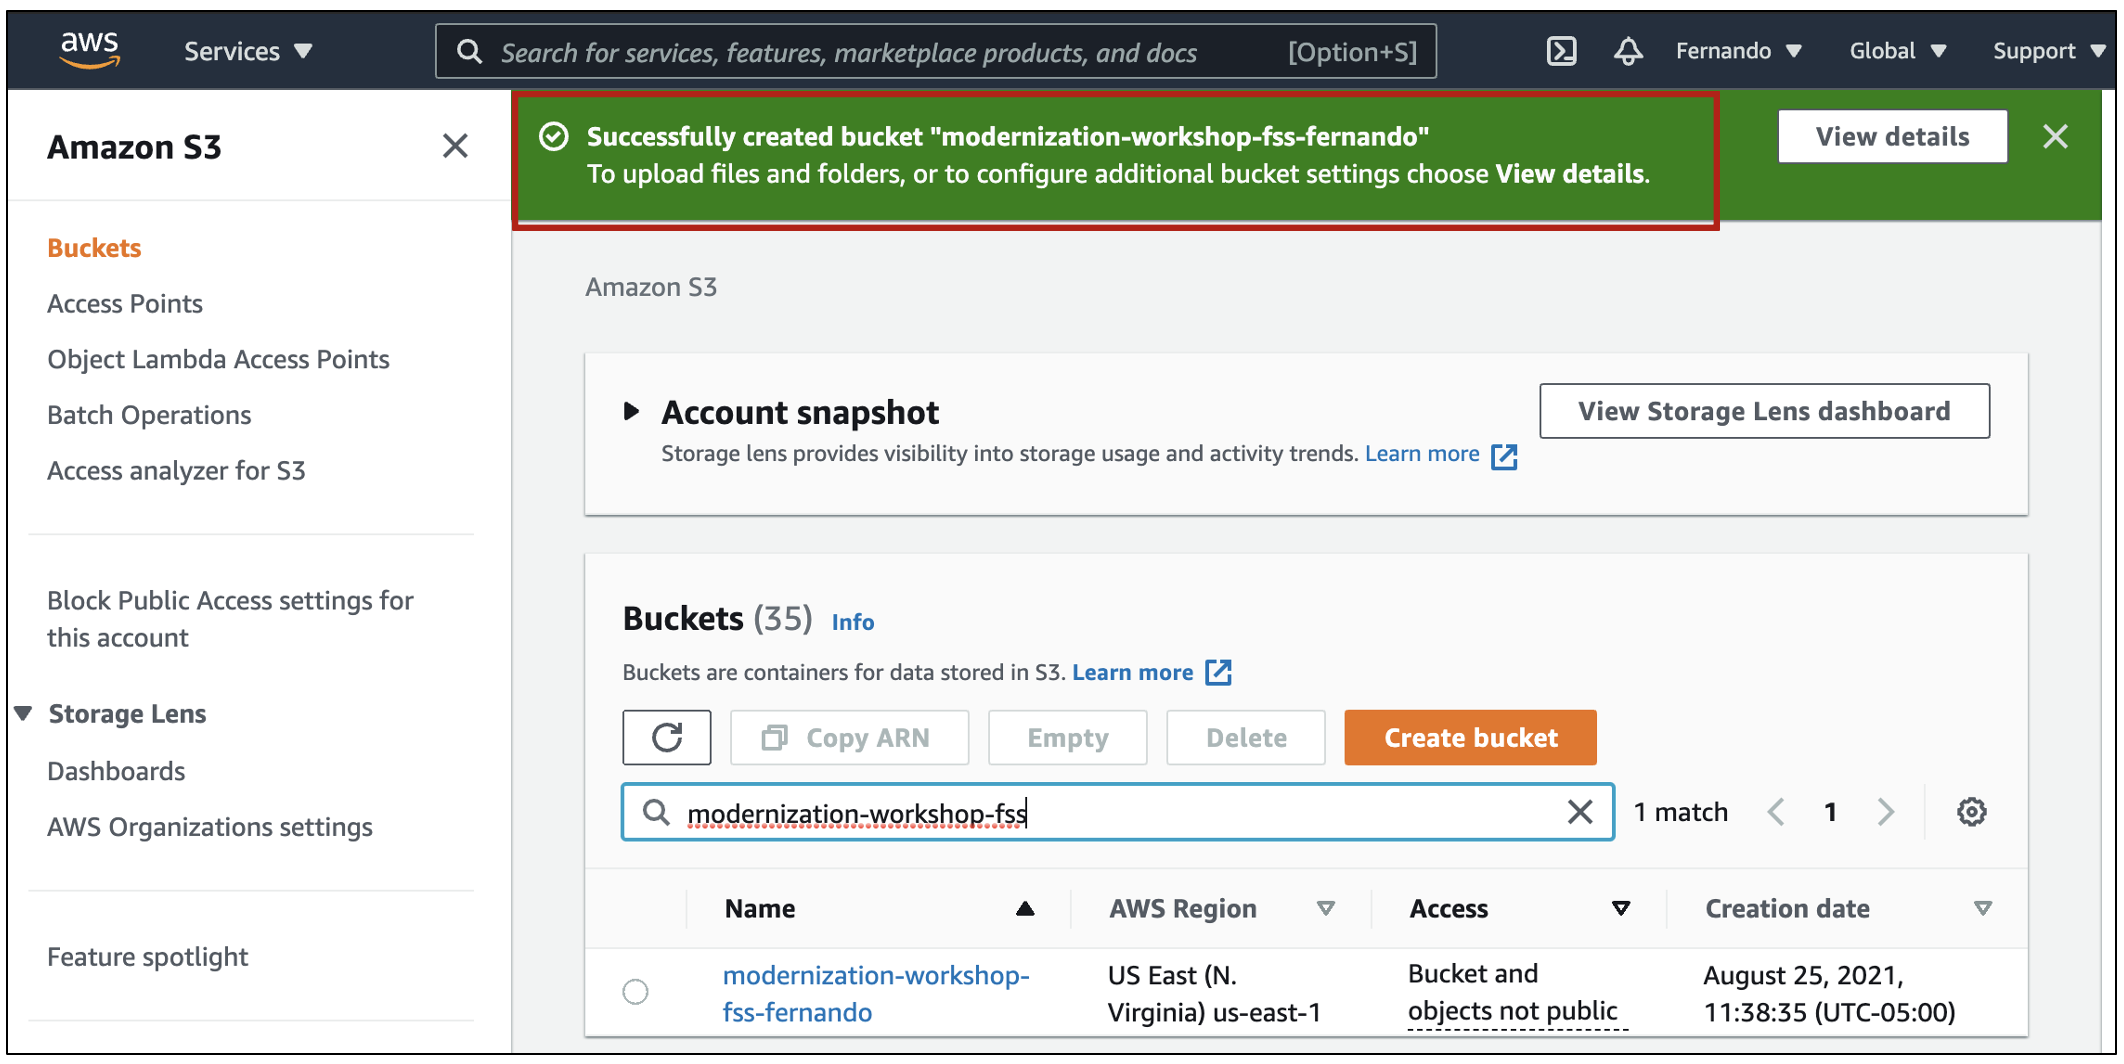 aws
Services
Search for services, features, marketplace products, and docs
[Option+S]
Fernando
Global
Support
Amazon S3
Buckets
Access Points
Object Lambda Access Points
Batch Operations
Access analyzer for S3
Block Public Access settings for
this account
Storage Lens
Dashboards
AWS Organizations settings
Feature spotlight
Successfully created bucket "modernization-workshop-fss-fernando"
To upload files and folders, or to configure additional bucket settings choose View details.
View details
Amazon S3
Account snapshot
Storage lens provides visibility into storage usage and activity trends. Learn more
View Storage Lens dashboard
Buckets (35) Info
Buckets are containers for data stored in S3. Learn more
Copy ARN
Empty
Delete
Create bucket
modernization-workshop-fss
1 match
1
Name
AWS Region
Access
Creation date
modernization-workshop-
fss-fernando
US East (N.
Virginia) us-east-1
Bucket and
objects not public
August 25, 2021,
11:38:35 (UTC-05:00)